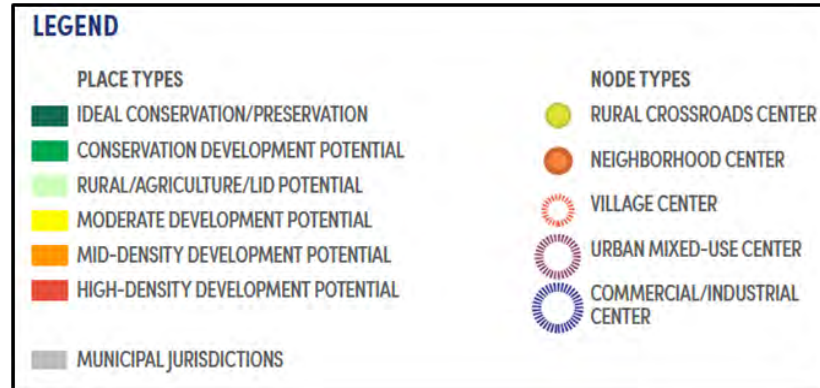 LEGEND
PLACE TYPES
IDEAL CONSERVATION/PRESERVATION
CONSERVATION DEVELOPMENT POTENTIAL
RURAL/AGRICULTURE/LID POTENTIAL
MODERATE DEVELOPMENT POTENTIAL
MID-DENSITY DEVELOPMENT POTENTIAL
HIGH-DENSITY DEVELOPMENT POTENTIAL
MUNICIPAL JURISDICTIONS
NODE TYPES
RURAL CROSSROADS CENTER
NEIGHBORHOOD CENTER
VILLAGE CENTER
URBAN MIXED-USE CENTER
COMMERCIAL/INDUSTRIAL
CENTER